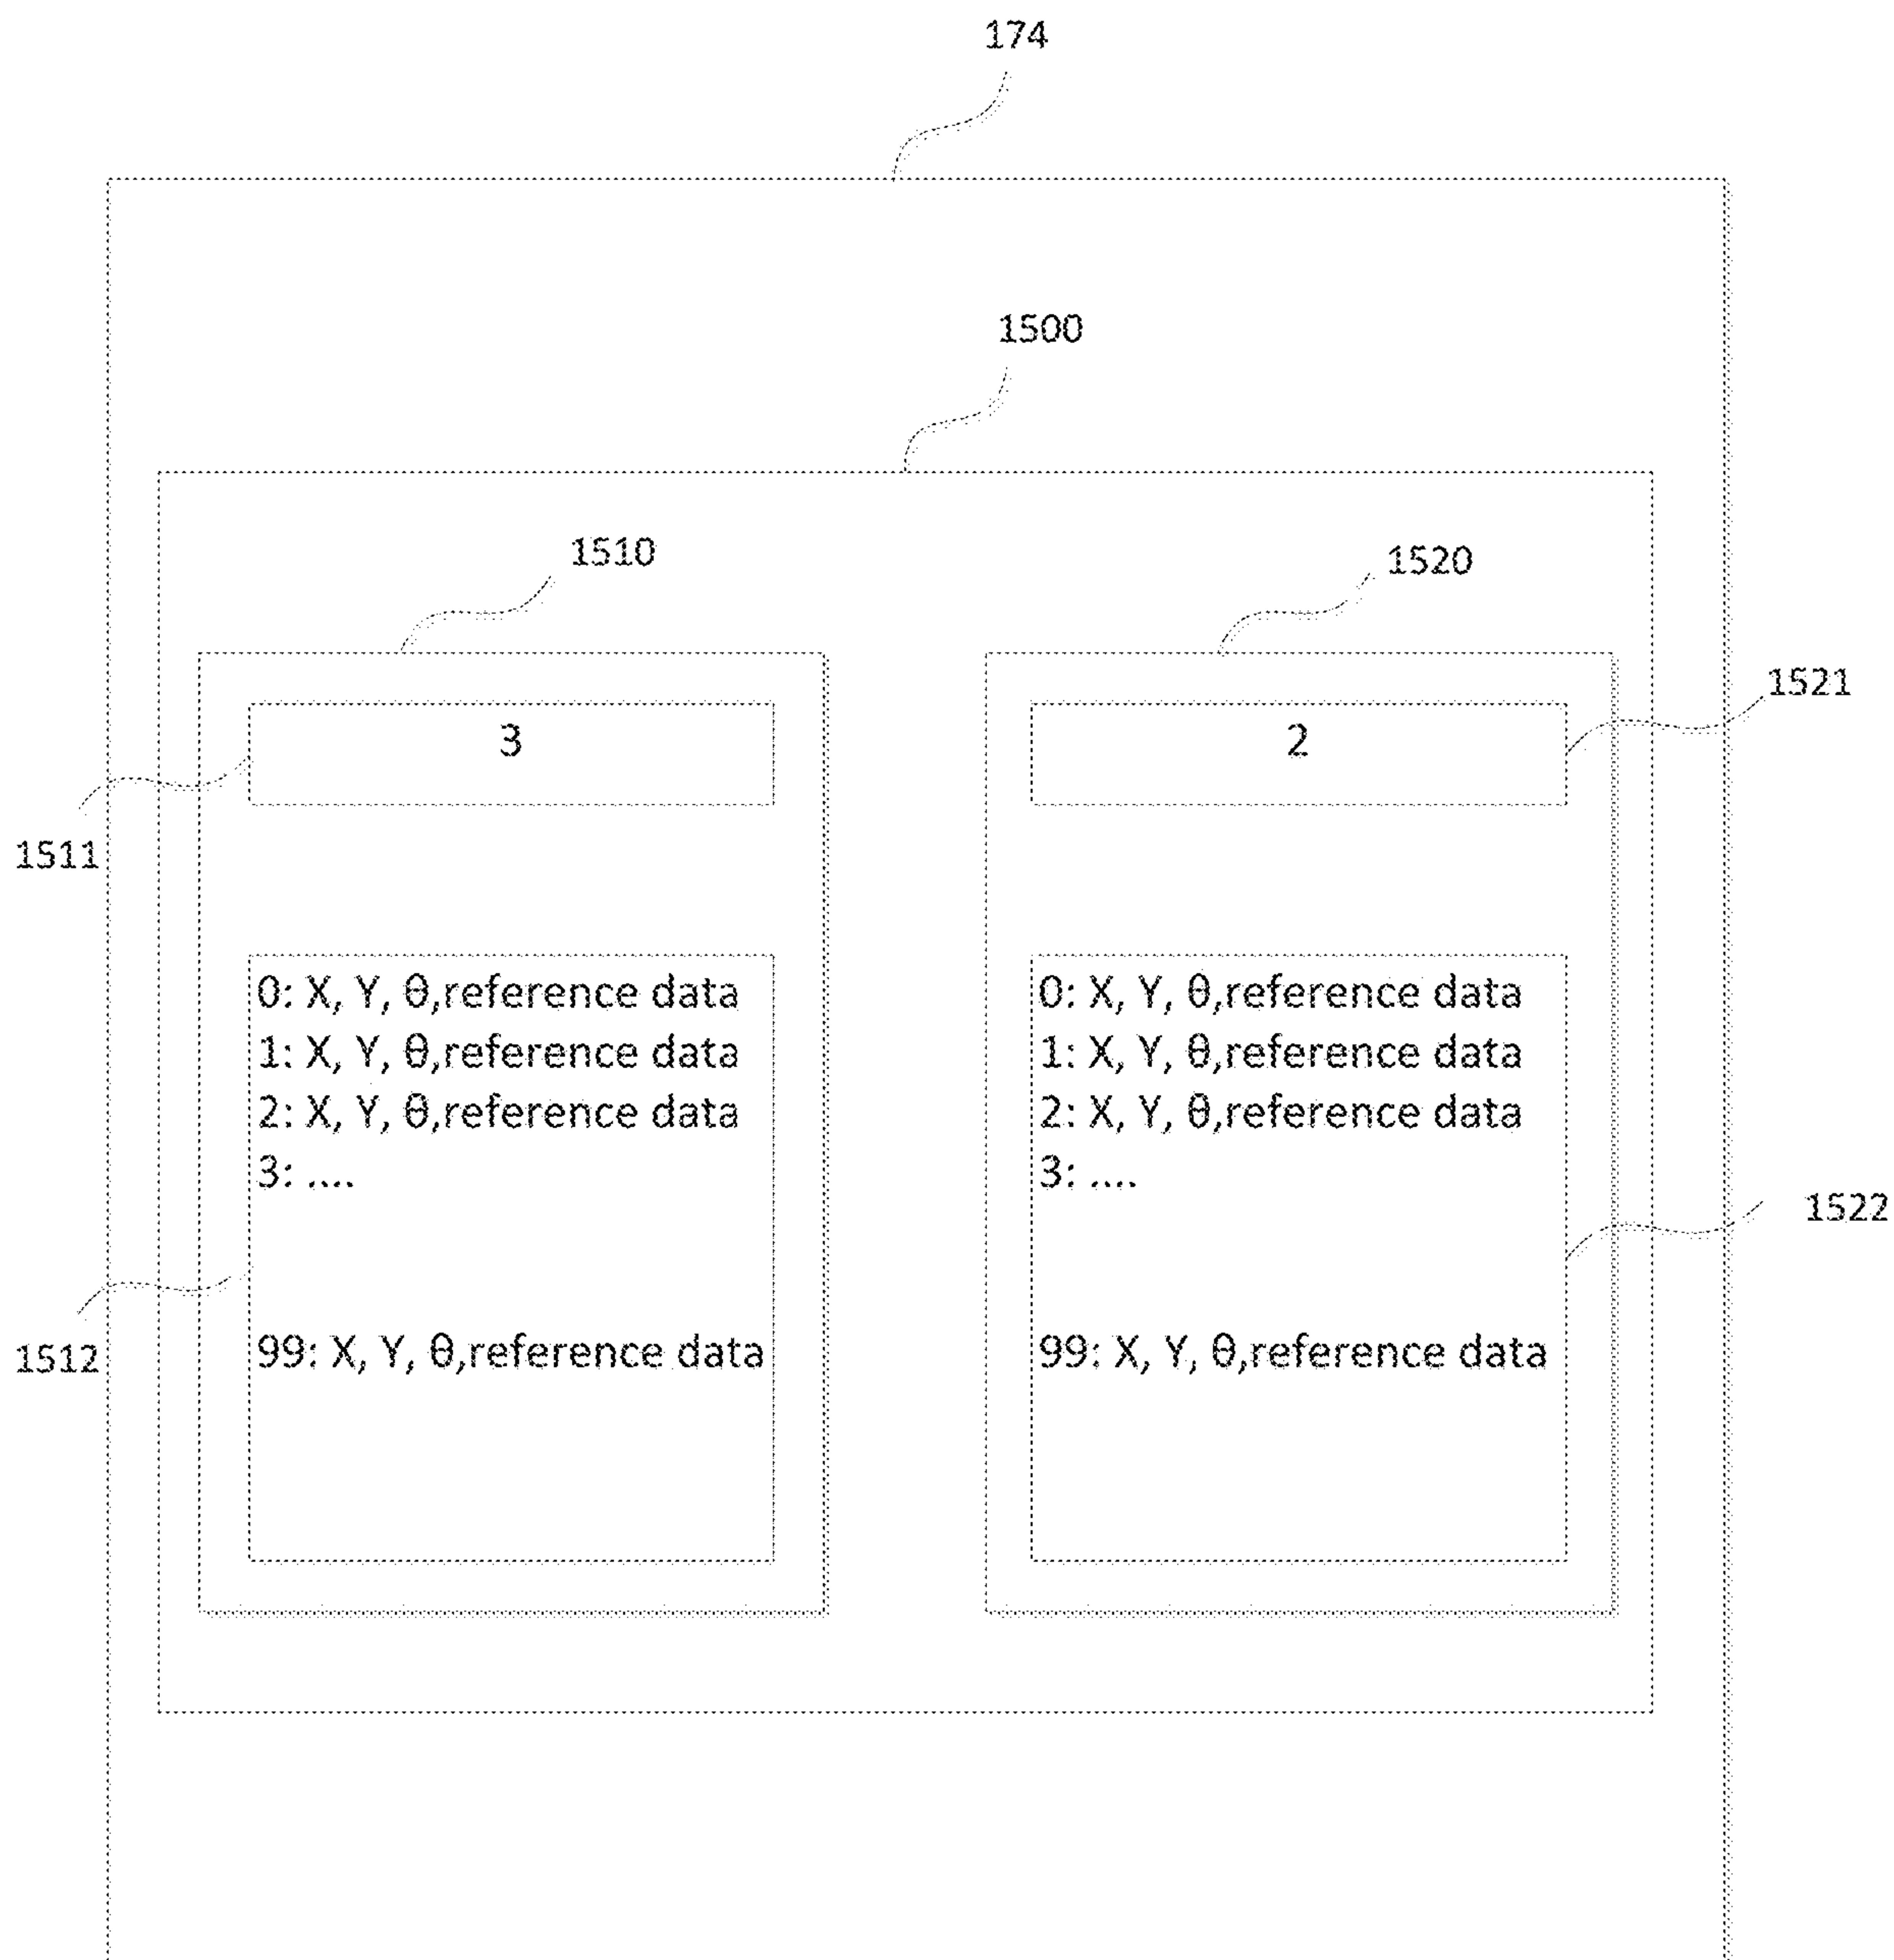 174
1500
1510
1520
1521
3
2
1511
0: X, Y, θ,reference data
1: X, Y, θ,reference data
2: X, Y, θ,reference data
3: ....
99: X, Y, θ,reference data
0: X, Y, θ,reference data
1: X, Y, θ,reference data
2: X, Y, θ,reference data
3: ....
99: X, Y, θ,reference data
1522
1512